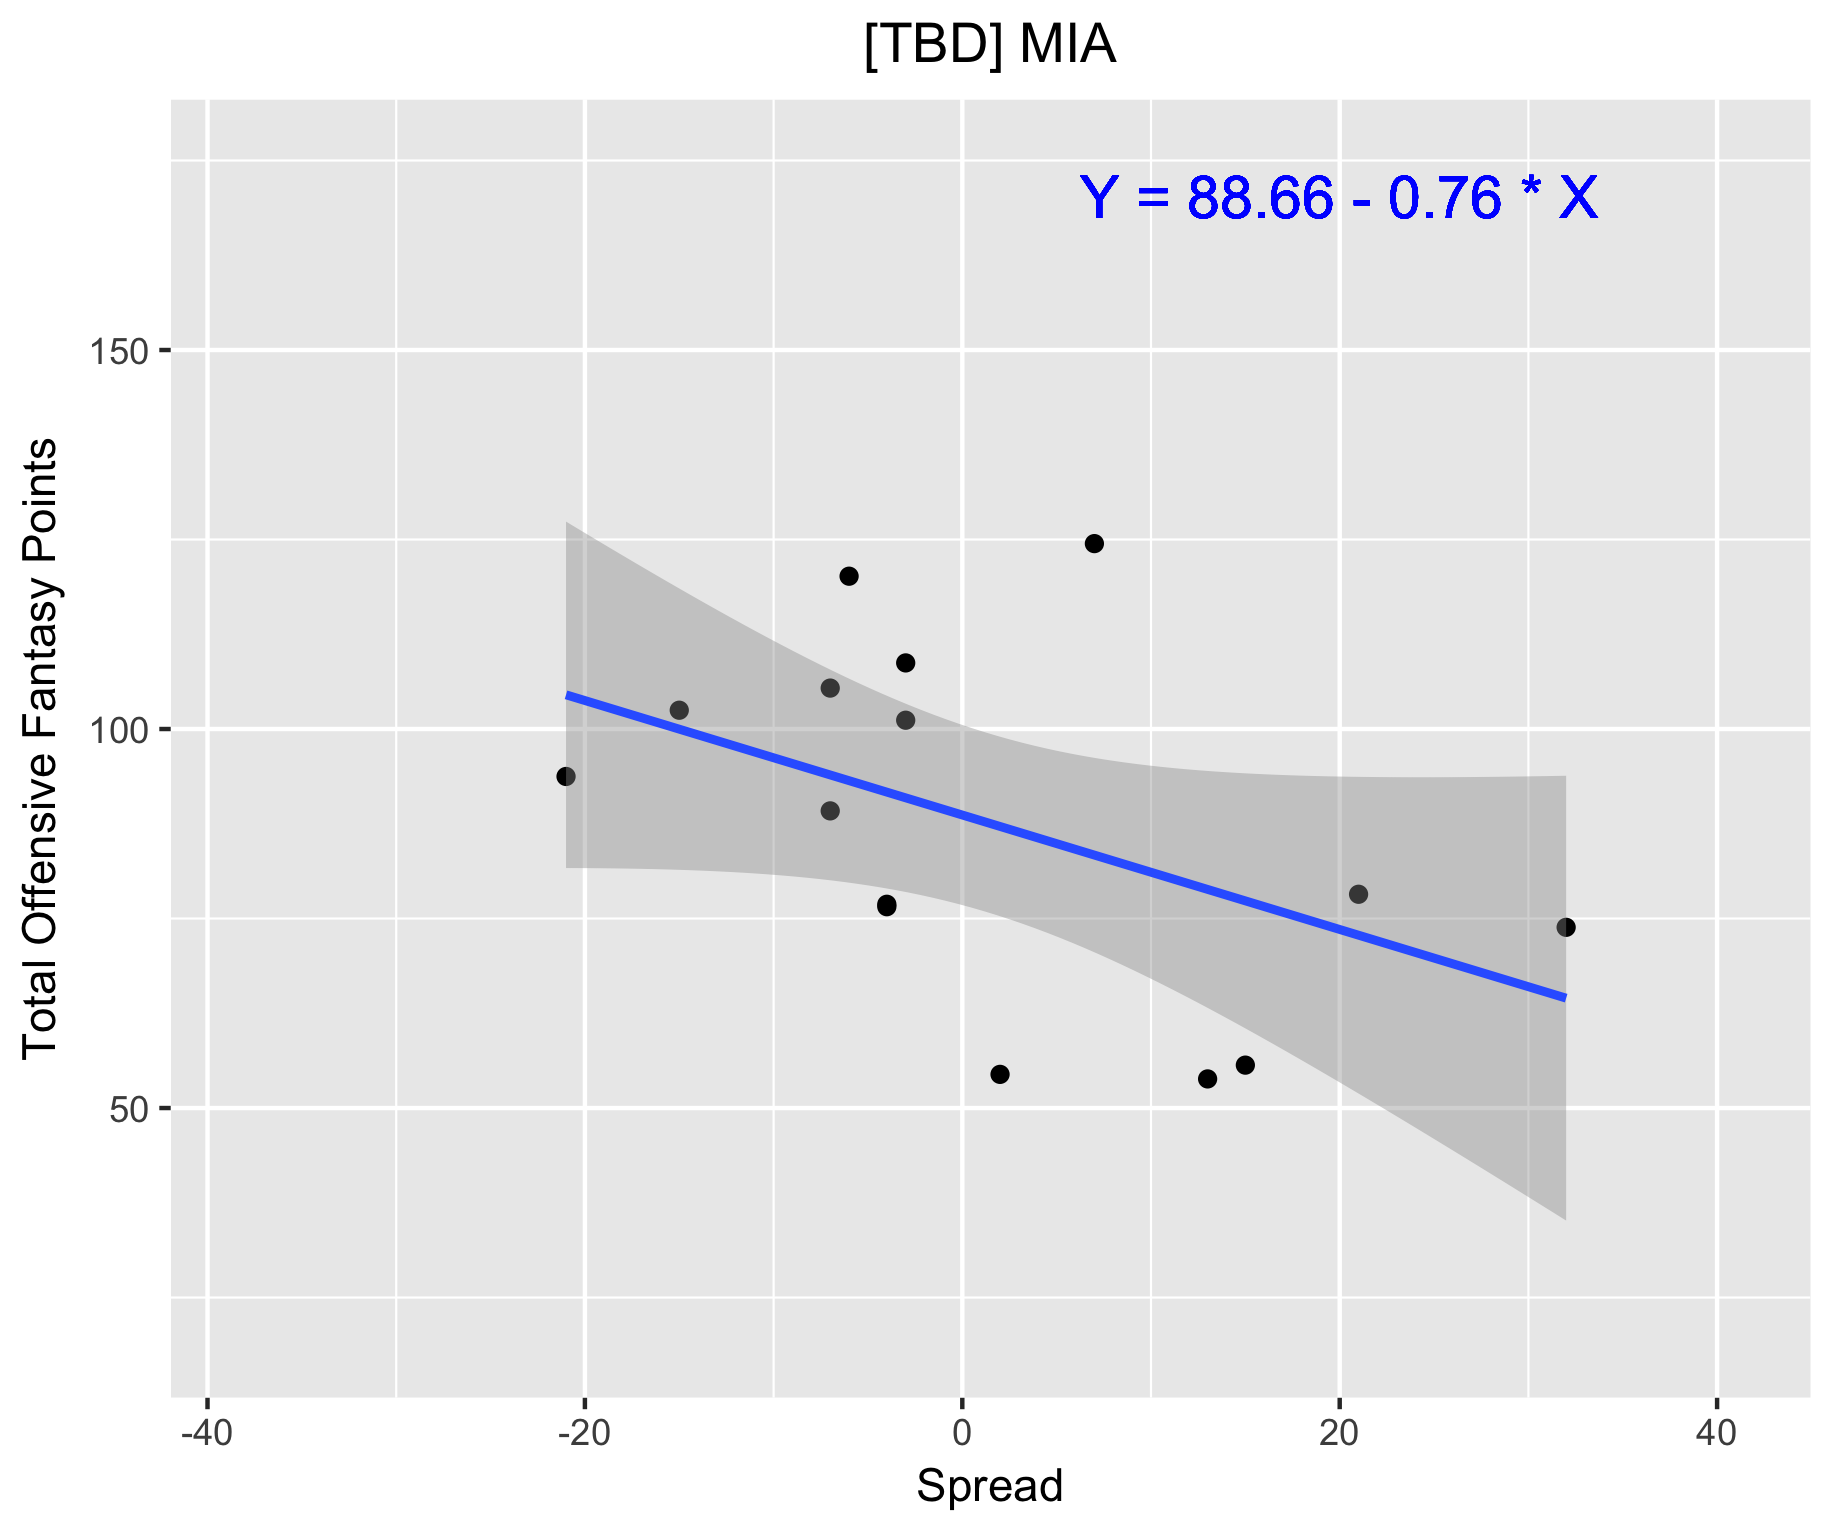 [TBD] MIA
Y = 88.66 - 0.76 * X
150
100
50
Total Offensive Fantasy Points
-40
-20
0
20
40
Spread